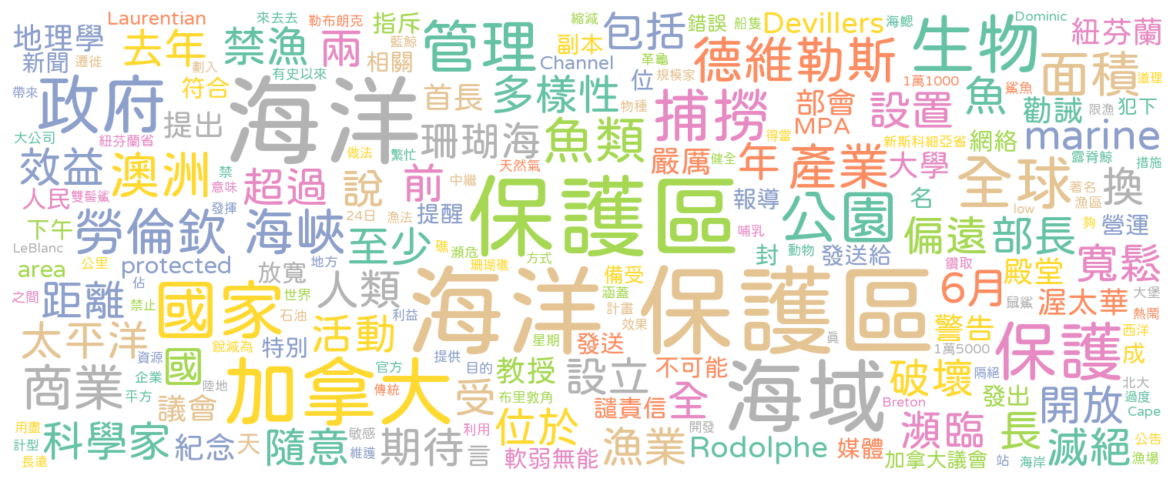 Laurentian 來去去 勒布朗克 指斥 縮減 船隻 海鰓 Dominic
地理學 去年 禁漁 兩 管理 副本 包括 錯誤 Devillers 生物 紐芬蘭
新聞 藍鯨 相關 Channel 革龜 德維勒斯 面積
遷徙 劃入 符合 有史以來 位 規模家 1萬1000 鯊魚 道理
帶來 政府 海洋 首長 多樣性 物種 捕撈 部會 設置 魚 勸誡 限漁 犯下
大公司 紐芬蘭省 提出 珊瑚海 魚類 得當 MPA 新斯科細亞省 網絡 marine
效益 澳洲 做法 繁忙 天然氣 嚴厲 健全 年 產業 大學 露脊鯨 措施
人民 雙髻鯊 禁 意味 超過 說 中繼 前 保護區 報導 名 全球 著名 漁區 換
下午 發揮 24日 漁法 提醒 公園 low 夠
LeBlanc 勞倫欽 海峽 至少 礁 瀕危 哺乳 封 發送給 偏遠 部長 營運
area 公里 地方 珊瑚礁 方式 動物 鑽取 寬鬆
之間 protected 佔 放寬 人類 備受 涵蓋 6月 殿堂 大堡
距離 禁止 國家 世界 石油 利益 海洋保護區 計畫 效果 鼠鯊 渥太華 熱鬧
太平洋 銳減為 特別 活動 星期 發送 真 警告 西洋 成
資源 國 官方 提供 目的 教授 不可能 1萬5000 保護
商業 企業 平方 陸地 加拿大 傳統 受 布里敦角 設立 海域 破壞 隔絕 發出 北大 過度
議會 譴責信 全 Breton 開放 Cape
用盡 科學家 紀念 天 隨意 敏感 期待 利用 位於 漁業 開發 Rodolphe 媒體 瀕臨 長 滅絕 公告
計型 長遠 維護 言 軟弱無能 加拿大議會 站 海岸 漁場